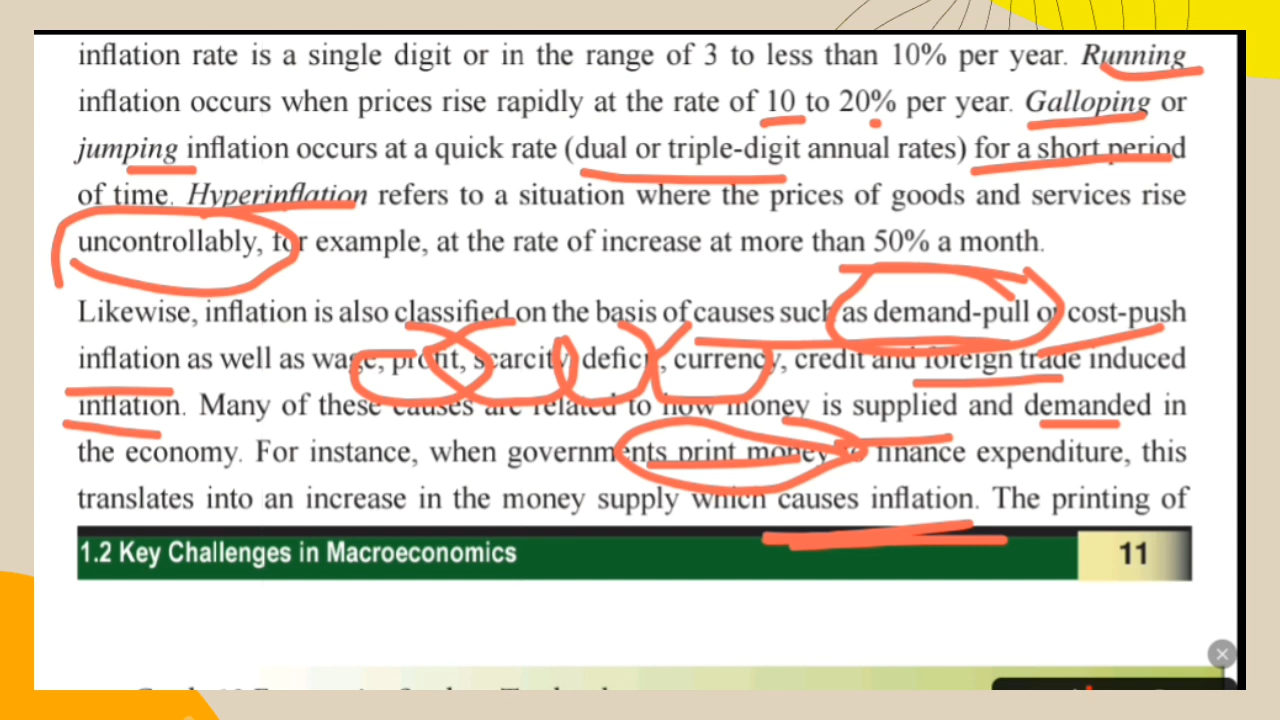 inflation rate is a single digit or in the range of 3 to less than 10% per year. Running
inflation occurs when prices rise rapidly at the rate of 10 to 20% per year. Galloping or
jumping inflation occurs at a quick rate (dual or triple-digit annual rates) for a short period
of time. Hyperinflation refers to a situation where the prices of goods and services rise
uncontrollably, for example, at the rate of increase at more than 50% a month.
Likewise, inflation is also classified on the basis of causes such as demand-pull or cost-push
inflation as well as wage, profit, scarcity, deficit, currency, credit and foreign trade induced
inflation. Many of these causes are related to how money is supplied and demanded in
the economy. For instance, when governments print money to finance expenditure, this
translates into an increase in the money supply which causes inflation. The printing of
1.2 Key Challenges in Macroeconomics 11